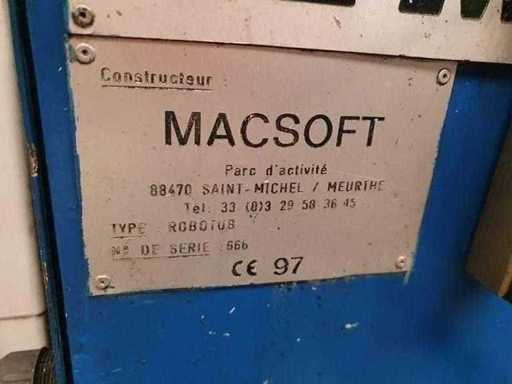 Constructeur
MACSOFT
Parc d'activité
88470 SAINT-MICHEL / MEURTHE
Tél: 33 (0)3 29 58 36 45
TYPE : ROBOTUB
N° DE SERIE :666
CE 97